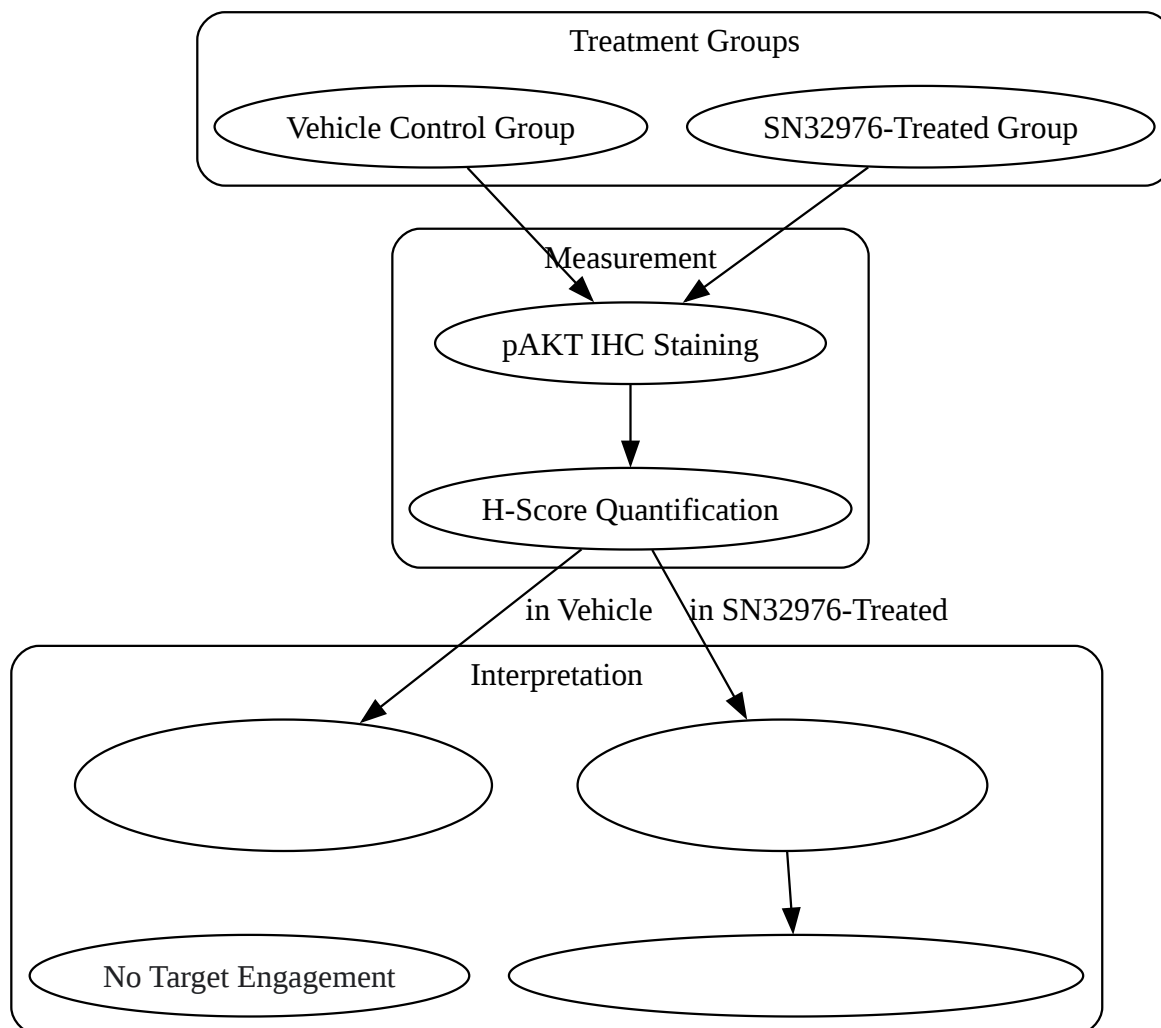 Treatment Groups
Vehicle Control Group
SN32976-Treated Group
Measurement
pAKT IHC Staining
H-Score Quantification
in Vehicle
in SN32976-Treated
Interpretation
No Target Engagement